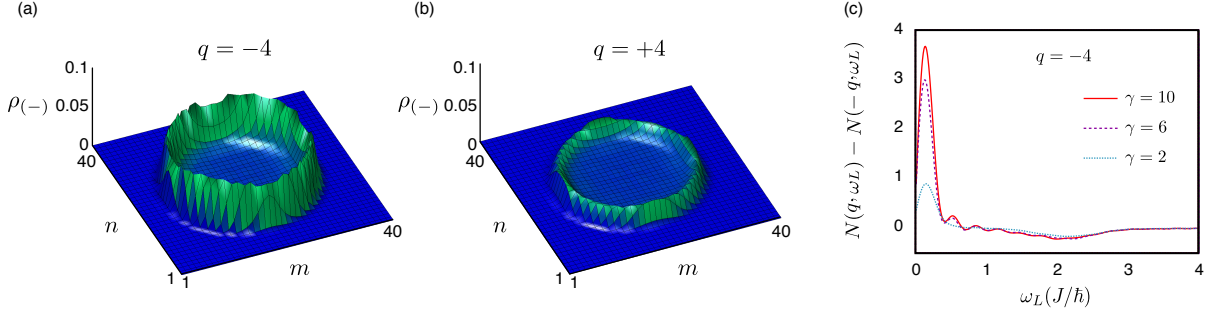 (a)
q = −4
0.1
ρ(−) 0.05
0
40
n
1
1
m
40
(b)
q = +4
0.1
ρ(−) 0.05
0
40
n
1
1
m
40
(c)
N(q, ωL) − N(−q, ωL)
4
3
2
1
0
q = −4
γ = 10
γ = 6
γ = 2
0 1 2 3 4
ωL(J/ℏ)